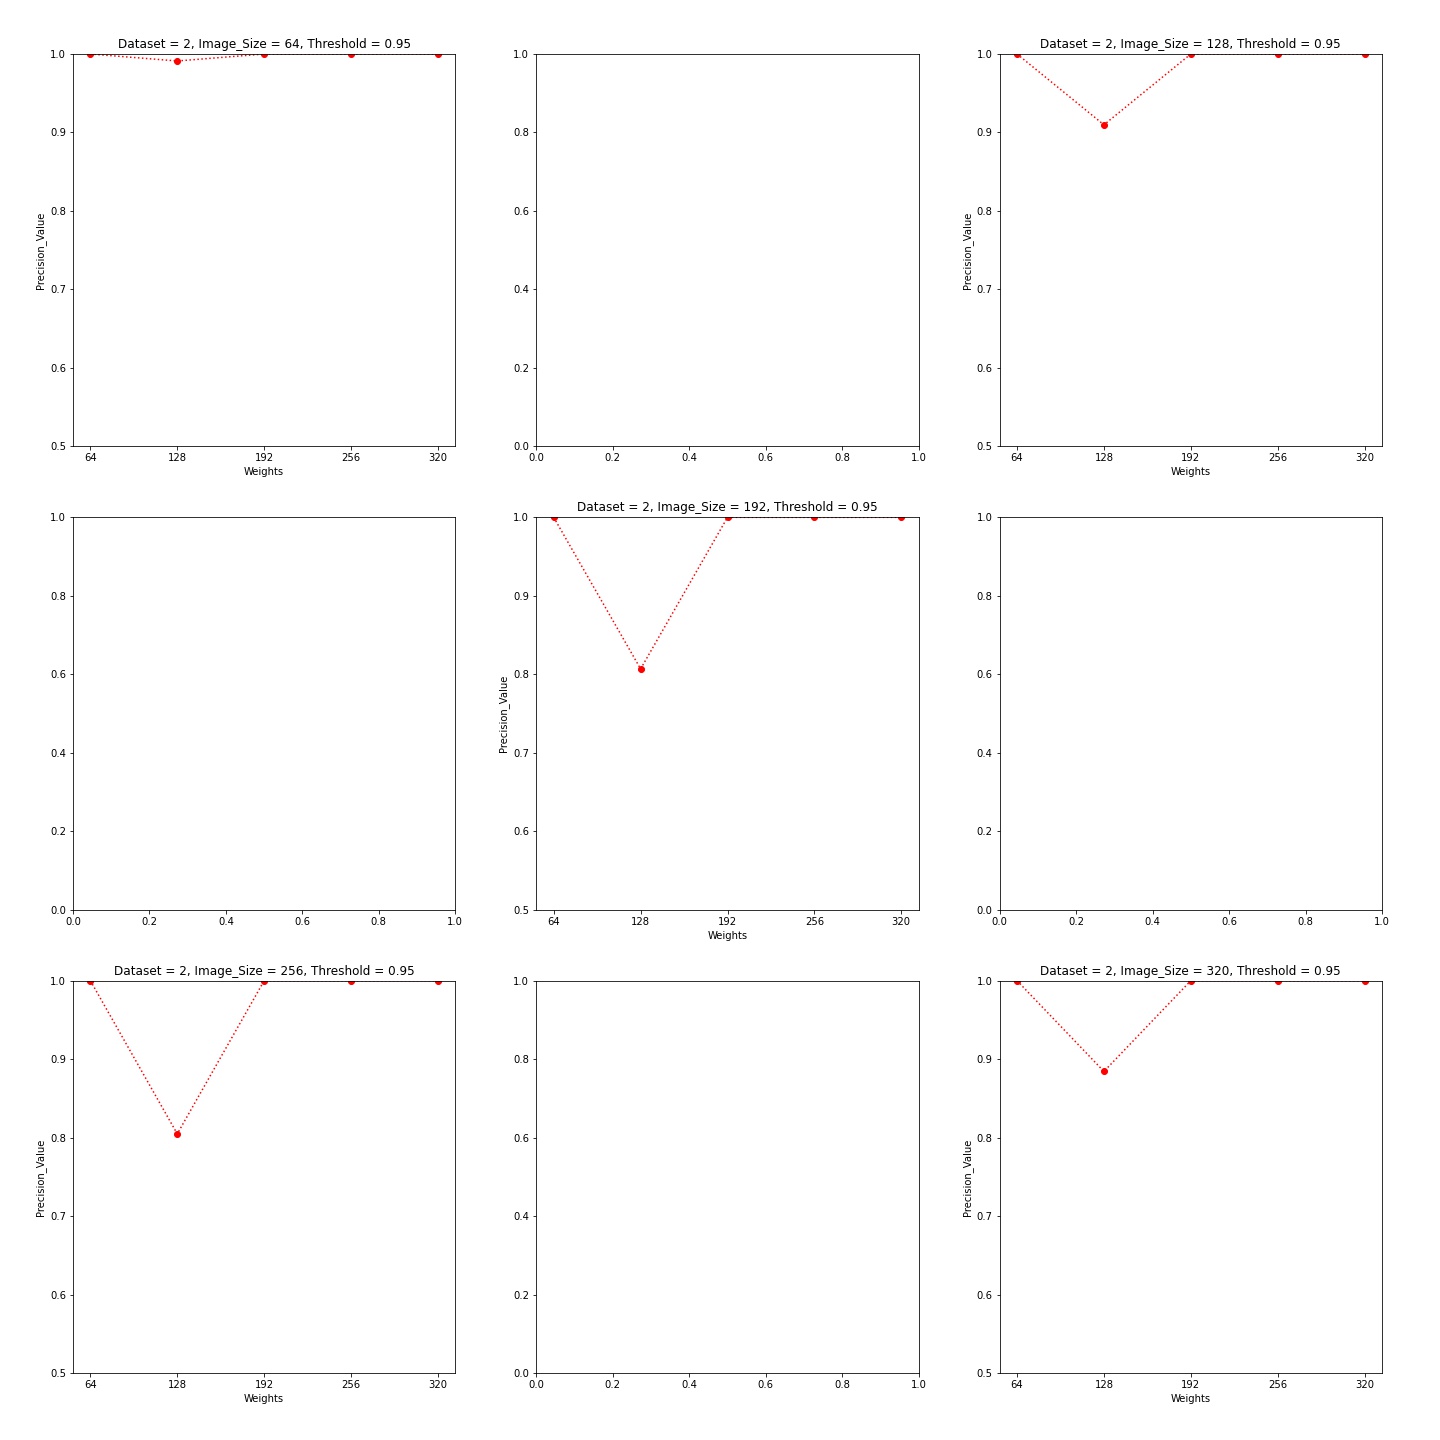 Dataset = 2, Image_Size = 64, Threshold = 0.95
1.0
0.9
0.8
0.7
0.6
0.5
Precision_Value
64 128 192 256 320
Weights
1.0
0.8
0.6
0.4
0.2
0.0
0.0 0.2 0.4 0.6 0.8 1.0
Dataset = 2, Image_Size = 128, Threshold = 0.95
1.0
0.9
0.8
0.7
0.6
0.5
Precision_Value
64 128 192 256 320
Weights
1.0
0.8
0.6
0.4
0.2
0.0
0.0 0.2 0.4 0.6 0.8 1.0
Dataset = 2, Image_Size = 192, Threshold = 0.95
1.0
0.9
0.8
0.7
0.6
0.5
Precision_Value
64 128 192 256 320
Weights
1.0
0.8
0.6
0.4
0.2
0.0
0.0 0.2 0.4 0.6 0.8 1.0
Dataset = 2, Image_Size = 256, Threshold = 0.95
1.0
0.9
0.8
0.7
0.6
0.5
Precision_Value
64 128 192 256 320
Weights
1.0
0.8
0.6
0.4
0.2
0.0
0.0 0.2 0.4 0.6 0.8 1.0
Dataset = 2, Image_Size = 320, Threshold = 0.95
1.0
0.9
0.8
0.7
0.6
0.5
Precision_Value
64 128 192 256 320
Weights